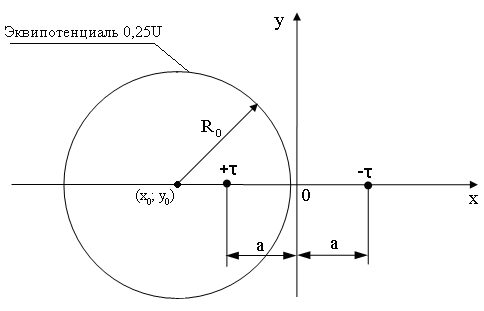 Эквипотенциаль 0,25U
y
R₀
+τ
-τ
(x₀; y₀)
0
x
a
a